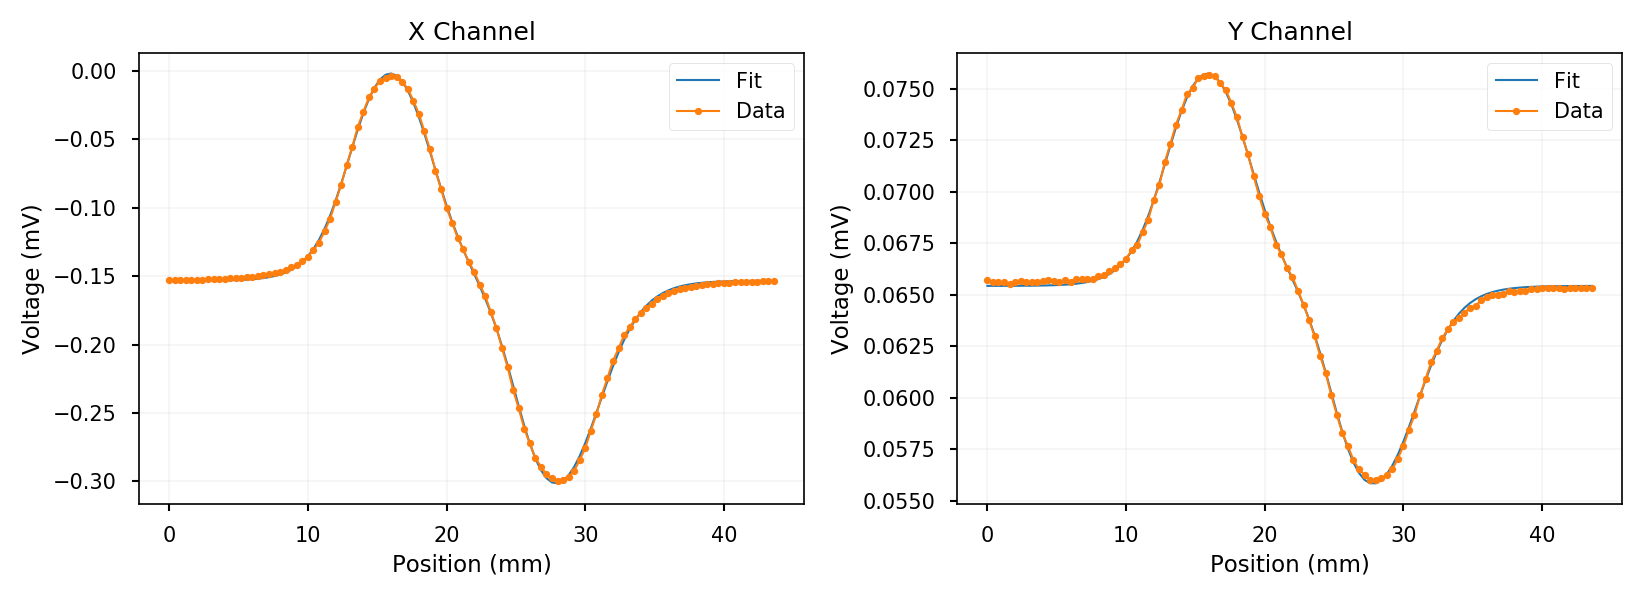 X Channel
Voltage (mV)
0.00
−0.05
−0.10
−0.15
−0.20
−0.25
−0.30
Fit
Data
0 10 20 30 40
Position (mm)
Y Channel
Voltage (mV)
0.0750
0.0725
0.0700
0.0675
0.0650
0.0625
0.0600
0.0575
0.0550
Fit
Data
0 10 20 30 40
Position (mm)